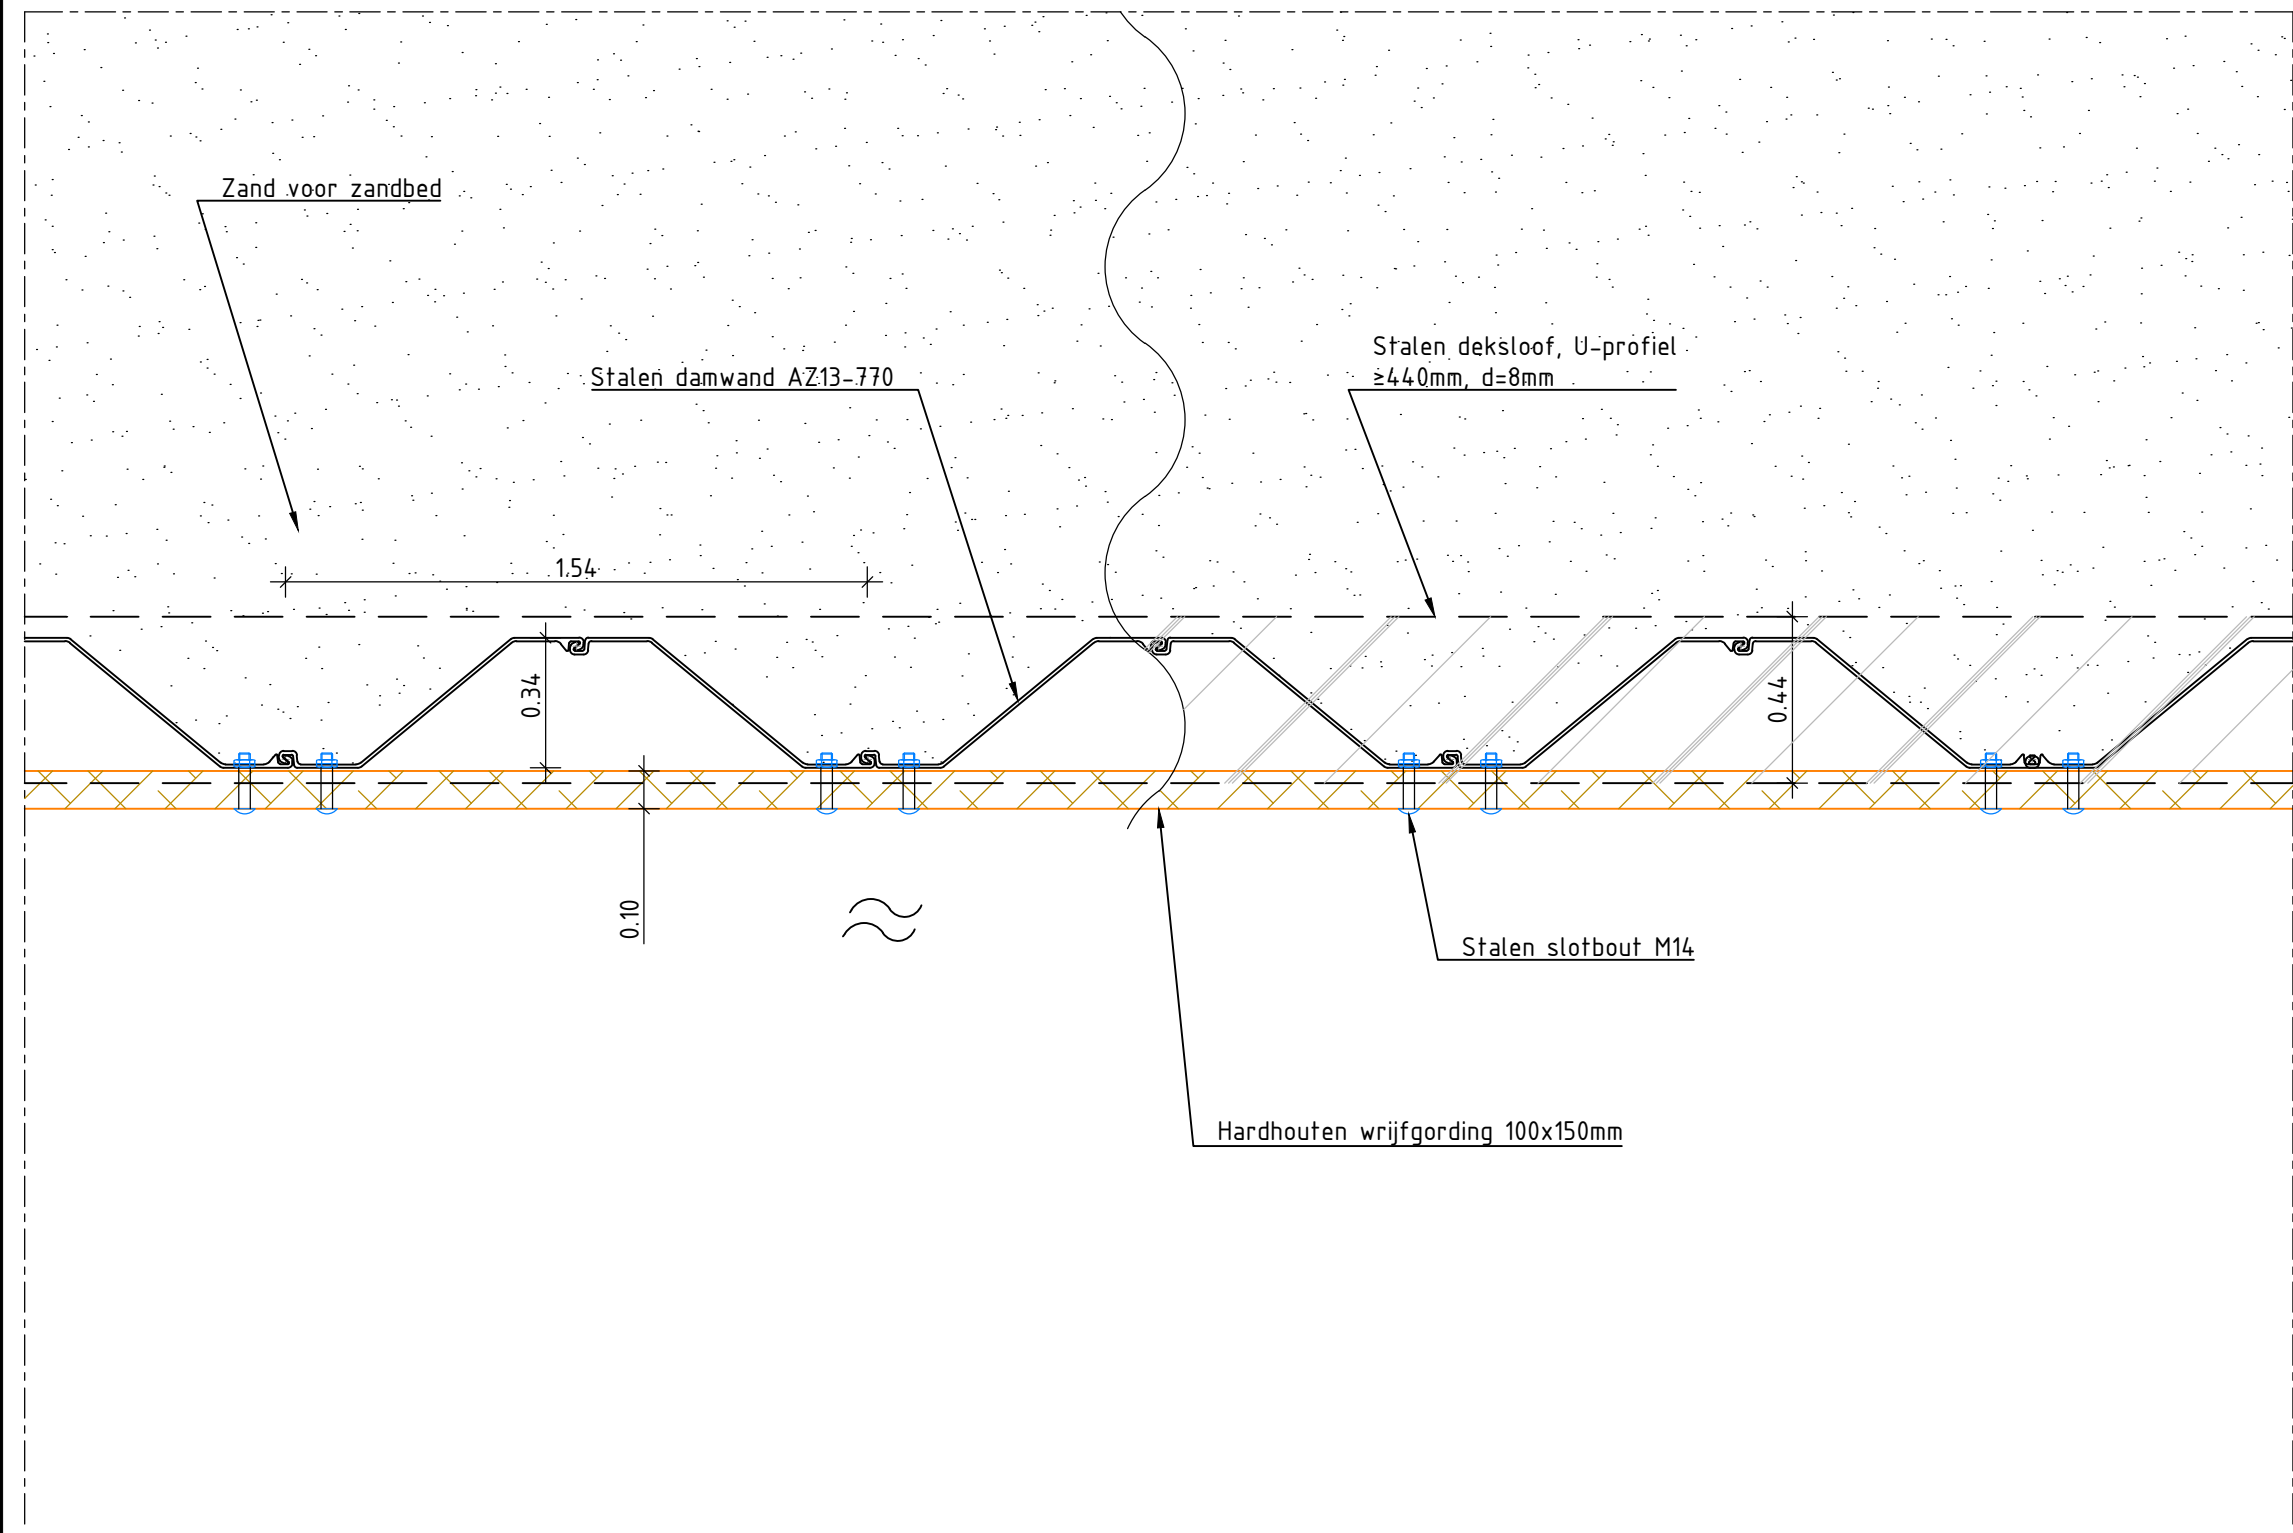 Zand voor zandbed
Stalen deksloof, U-profiel
≥440mm, d=8mm
Stalen damwand AZ13-770
1.54
0.34
0.44
0.10
Stalen slotbout M14
Hardhouten wrijfgording 100x150mm